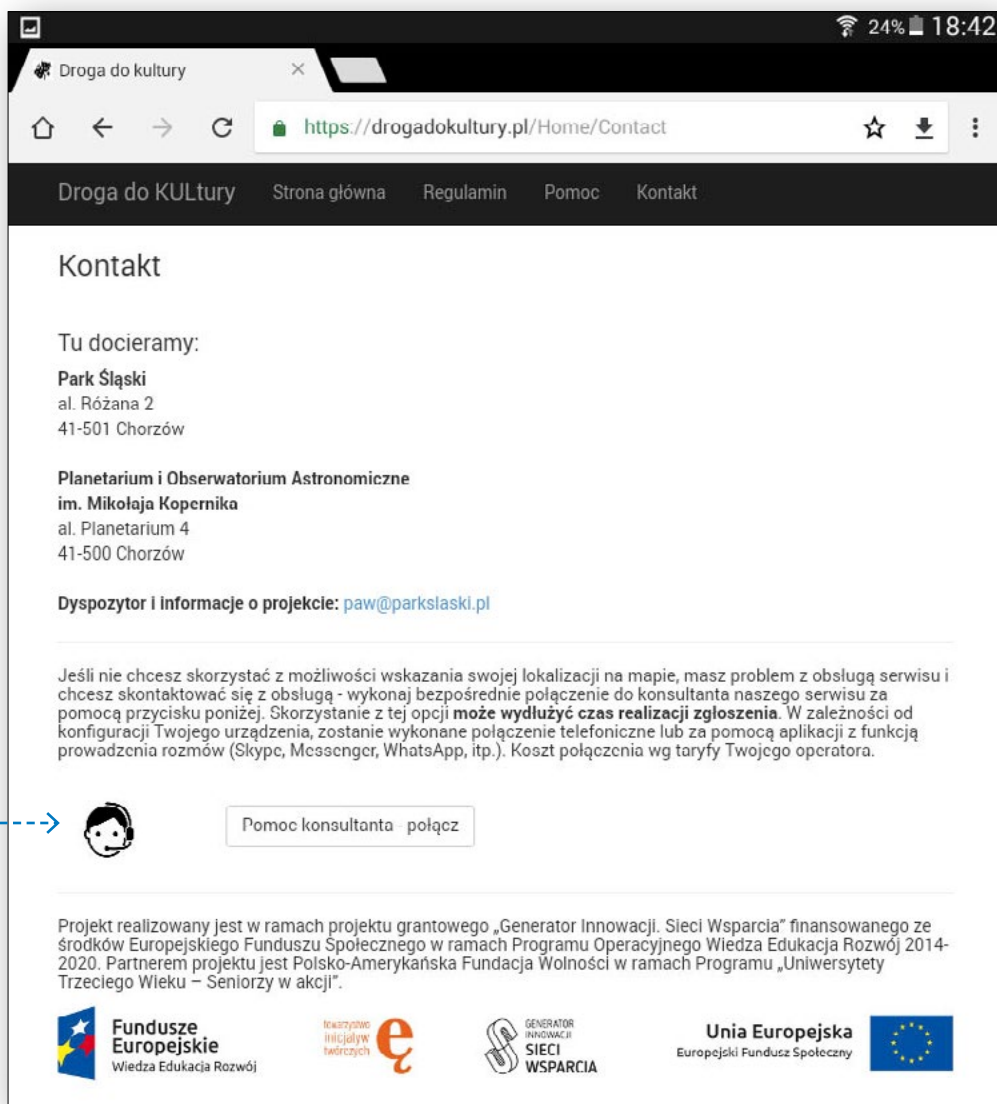 24% 18:42
Droga do kultury
https://drogadokultury.pl/Home/Contact
Droga do KULtury Strona główna Regulamin Pomoc Kontakt
Kontakt
Tu docieramy:
Park Śląski
al. Różana 2
41-501 Chorzów
Planetarium i Obserwatorium Astronomiczne
im. Mikołaja Kopernika
al. Planetarium 4
41-500 Chorzów
Dyspozytor i informacje o projekcie: paw@parkslaski.pl
Jeśli nie chcesz skorzystać z możliwości wskazania swojej lokalizacji na mapie, masz problem z obsługą serwisu i
chcesz skontaktować się z obsługą - wykonaj bezpośrednie połączenie do konsultanta naszego serwisu za
pomocą przycisku poniżej. Skorzystanie z tej opcji może wydłużyć czas realizacji zgłoszenia. W zależności od
konfiguracji Twojego urządzenia, zostanie wykonane połączenie telefoniczne lub za pomocą aplikacji z funkcją
prowadzenia rozmów (Skype, Messenger, WhatsApp, itp.). Koszt połączenia wg taryfy Twojego operatora.
Pomoc konsultanta - połącz
Projekt realizowany jest w ramach projektu grantowego „Generator Innowacji. Sieci Wsparcia” finansowanego ze
środków Europejskiego Funduszu Społecznego w ramach Programu Operacyjnego Wiedza Edukacja Rozwój 2014-
2020. Partnerem projektu jest Polsko-Amerykańska Fundacja Wolności w ramach Programu „Uniwersytety
Trzeciego Wieku – Seniorzy w akcji”.
Fundusze
Europejskie
Wiedza Edukacja Rozwój
towarzystwo
inicjatyw
twórczych
ę
GENERATOR
INNOWACJI
SIECI
WSPARCIA
Unia Europejska
Europejski Fundusz Społeczny